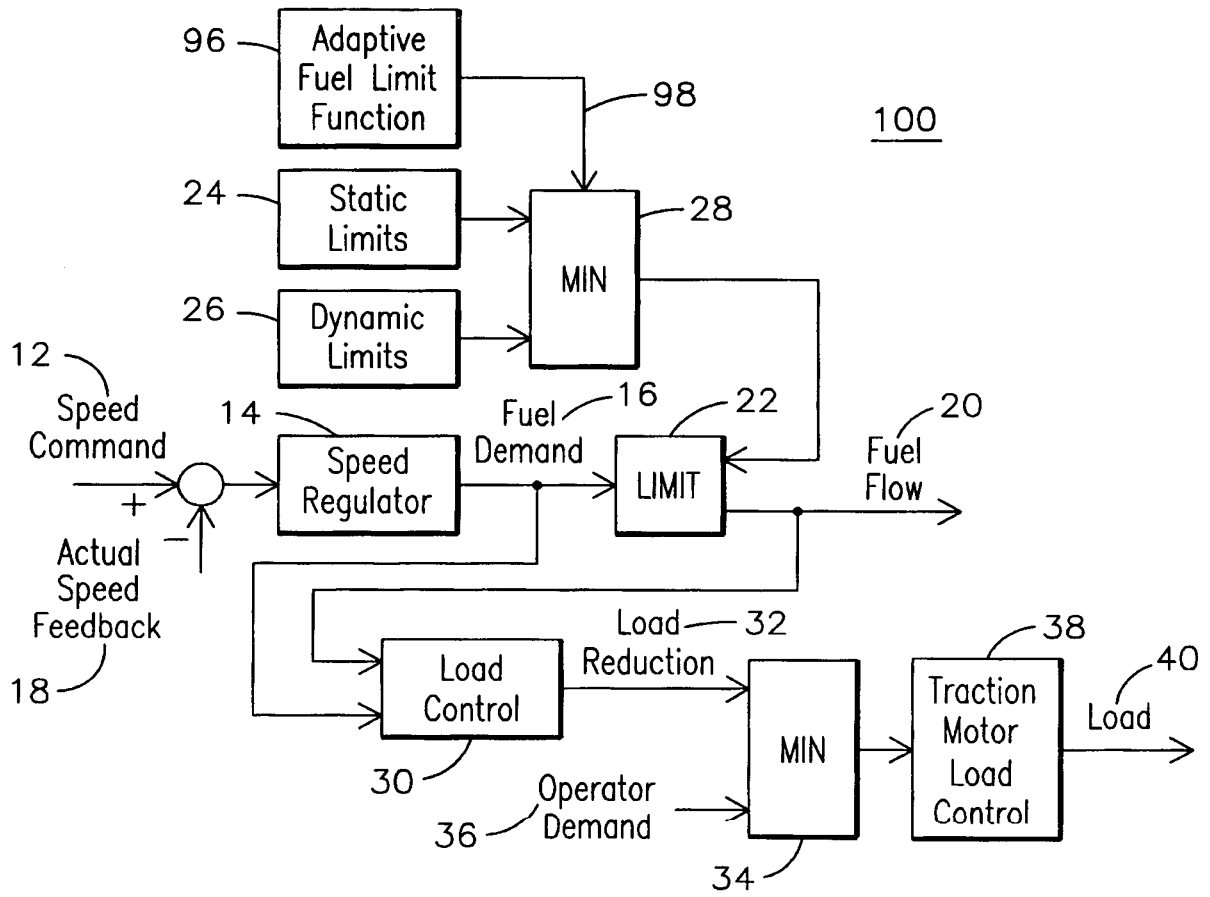 96
Adaptive
Fuel Limit
Function
98
100
24
Static
Limits
28
MIN
26
Dynamic
Limits
12
Speed
Command
14
Speed
Regulator
Fuel
Demand
16
22
LIMIT
20
Fuel
Flow
+
−
Actual
Speed
Feedback
18
Load
Control
30
Load
Reduction
32
MIN
34
Operator
Demand
36
38
Traction
Motor
Load
Control
40
Load